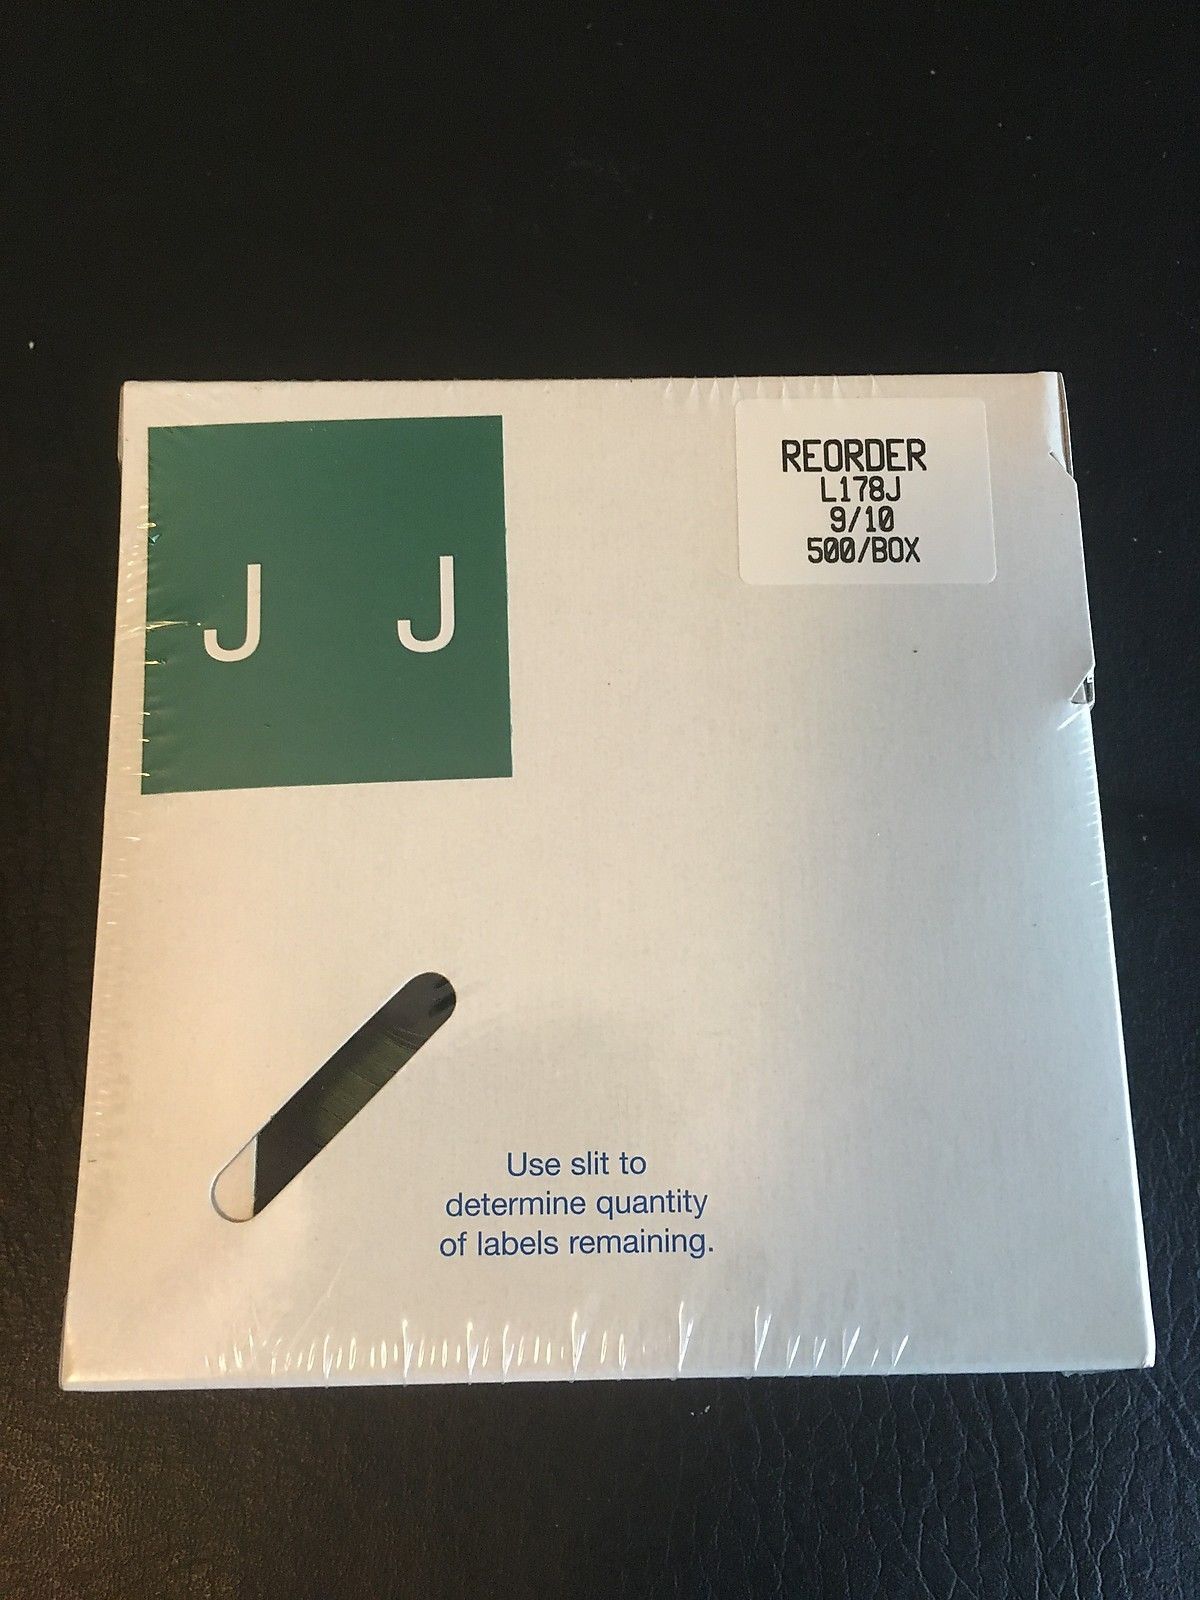 J J
REORDER
L178J
9/10
500/BOX
Use slit to
determine quantity
of labels remaining.